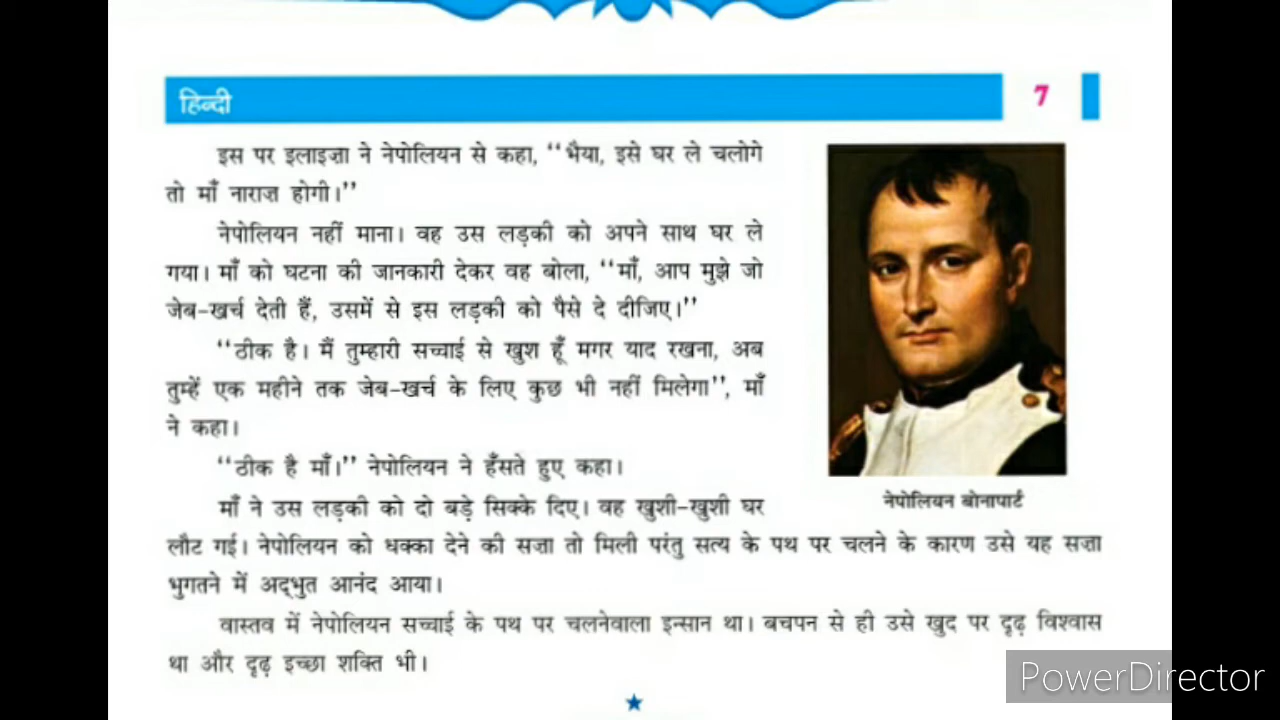 हिन्दी
7
इस पर इलाइज़ा ने नेपोलियन से कहा, “भैया, इसे घर ले चलोगे
तो माँ नाराज़ होगी।”
नेपोलियन नहीं माना। वह उस लड़की को अपने साथ घर ले
गया। माँ को घटना की जानकारी देकर वह बोला, “माँ, आप मुझे जो
जेब-खर्च देती हैं, उसमें से इस लड़की को पैसे दे दीजिए।”
“ठीक है। मैं तुम्हारी सच्चाई से खुश हूँ मगर याद रखना, अब
तुम्हें एक महीने तक जेब-खर्च के लिए कुछ भी नहीं मिलेगा”, माँ
ने कहा।
“ठीक है माँ।” नेपोलियन ने हँसते हुए कहा।
माँ ने उस लड़की को दो बड़े सिक्के दिए। वह खुशी-खुशी घर
लौट गई। नेपोलियन को धक्का देने की सज़ा तो मिली परंतु सत्य के पथ पर चलने के कारण उसे यह सज़ा
भुगतने में अद्‌भुत आनंद आया।
वास्तव में नेपोलियन सच्चाई के पथ पर चलनेवाला इन्सान था। बचपन से ही उसे खुद पर दृढ़ विश्वास
था और दृढ़ इच्छा शक्ति भी।
नेपोलियन बोनापार्ट
PowerDirector